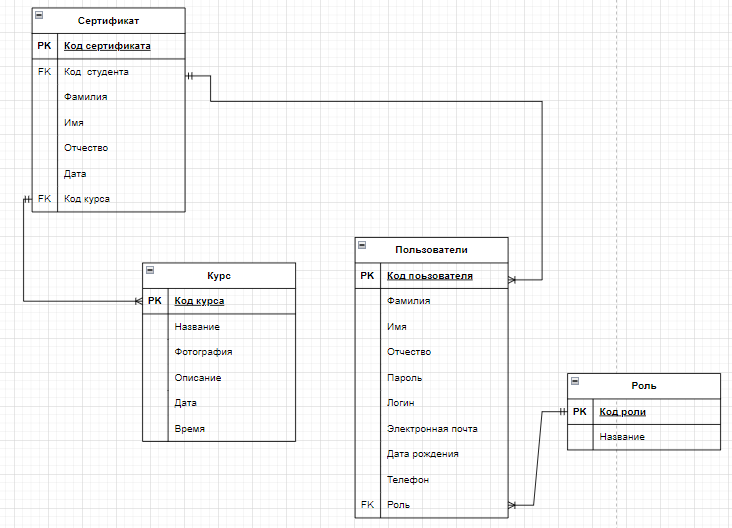 Сертификат
PK Код сертификата
FK Код студента
Фамилия
Имя
Отчество
Дата
FK Код курса
Курс
PK Код курса
Название
Фотография
Описание
Дата
Время
Пользователи
PK Код поьзователя
Фамилия
Имя
Отчество
Пароль
Логин
Электронная почта
Дата рождения
Телефон
FK Роль
Роль
PK Код роли
Название